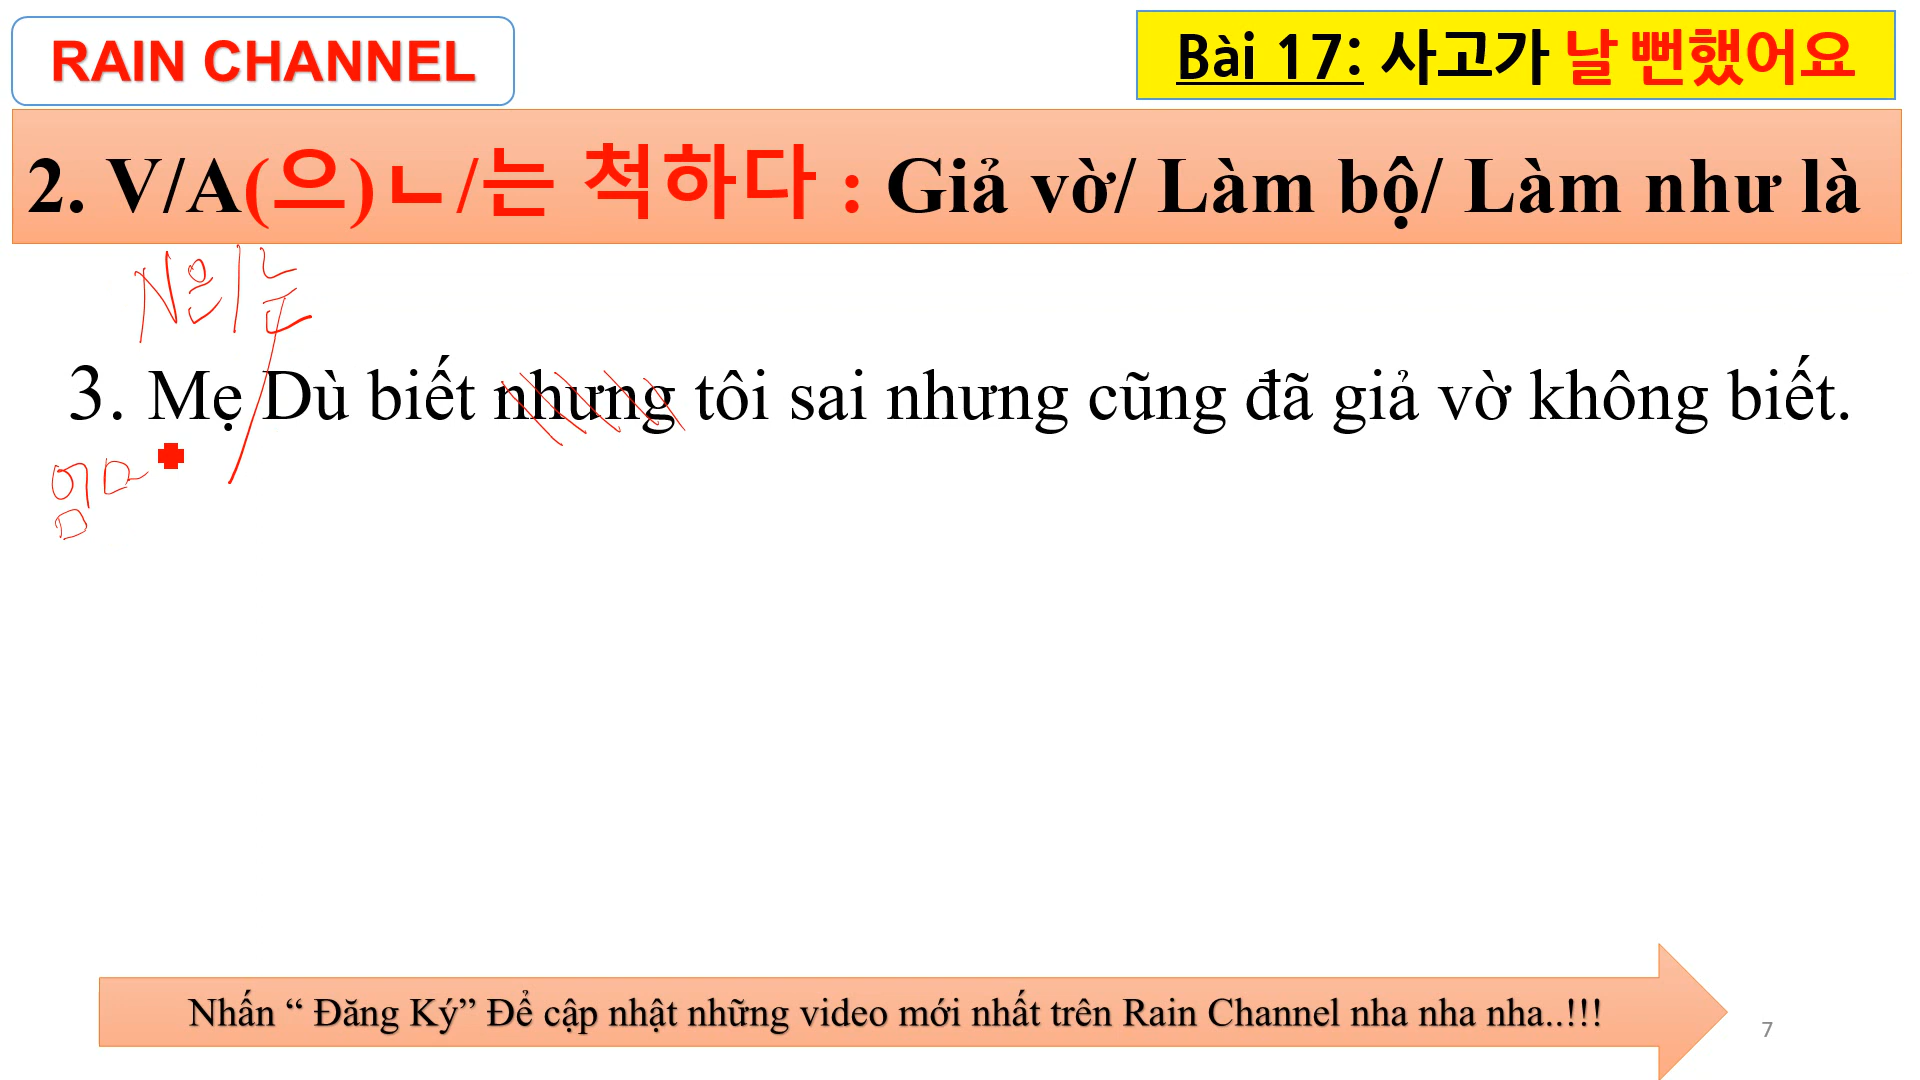 RAIN CHANNEL
Bài 17: 사고가 날 뻔했어요
2. V/A(으)ㄴ/는 척하다 : Giả vờ/ Làm bộ/ Làm như là
N은/는
3. Mẹ Dù biết nhưng tôi sai nhưng cũng đã giả vờ không biết.
엄마
Nhấn “ Đăng Ký” Để cập nhật những video mới nhất trên Rain Channel nha nha nha..!!!
7